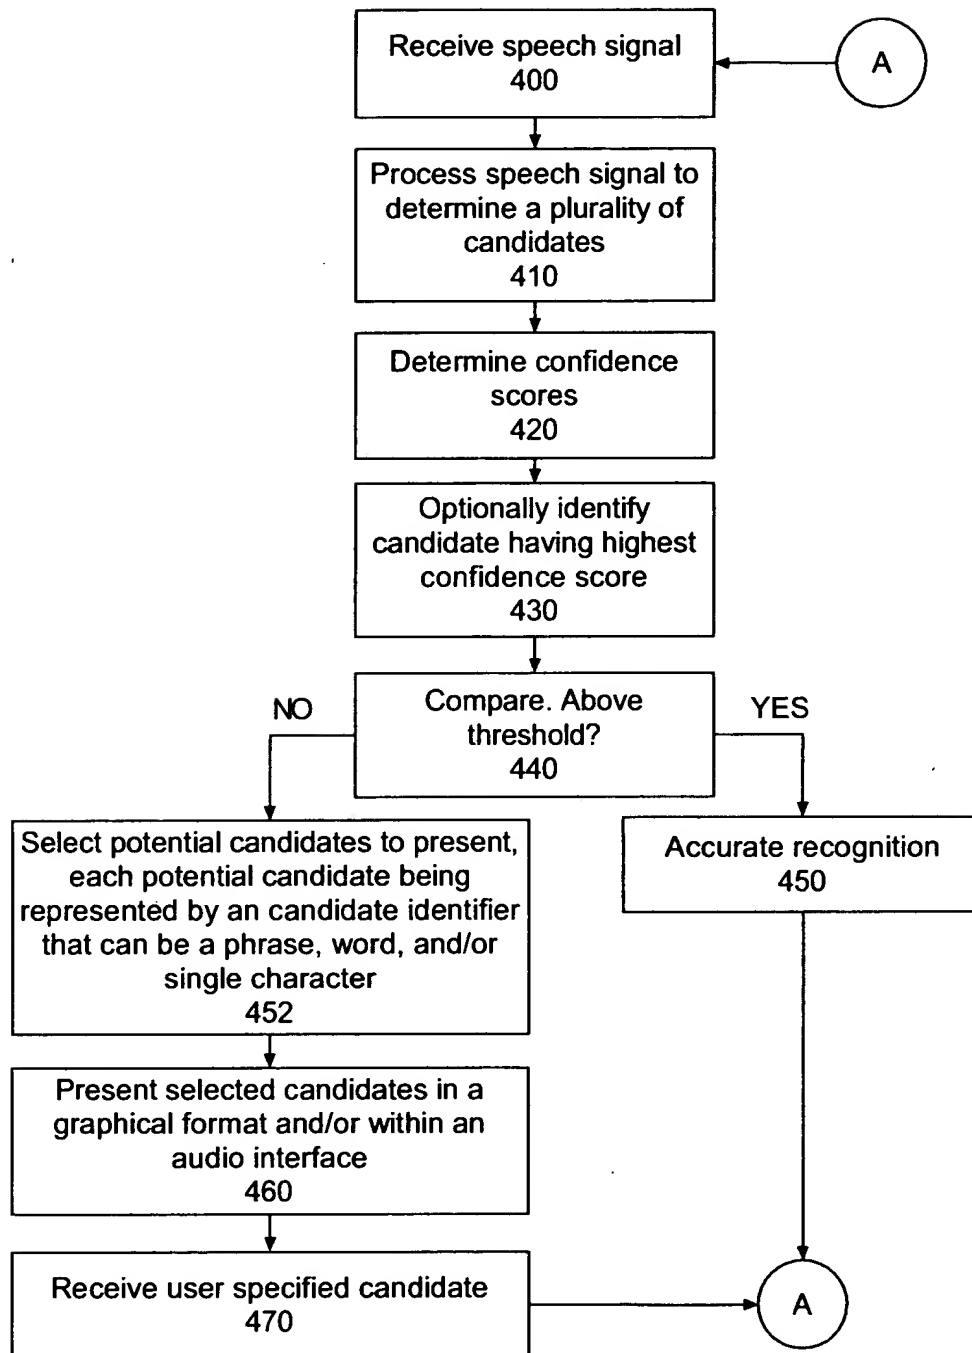 Receive speech signal
400
A
Process speech signal to
determine a plurality of
candidates
410
Determine confidence
scores
420
Optionally identify
candidate having highest
confidence score
430
Compare. Above
threshold?
440
NO
YES
Select potential candidates to present,
each potential candidate being
represented by an candidate identifier
that can be a phrase, word, and/or
single character
452
Accurate recognition
450
Present selected candidates in a
graphical format and/or within an
audio interface
460
Receive user specified candidate
470
A